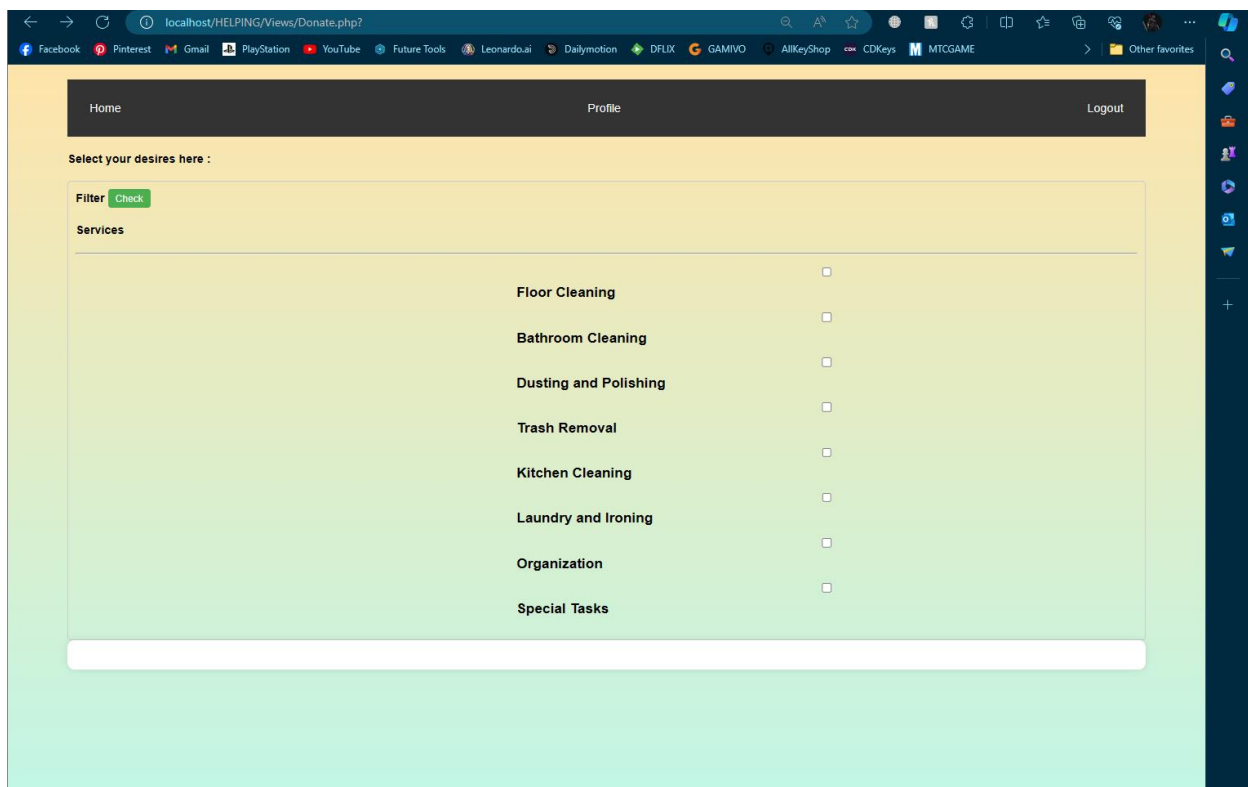 localhost/HELPING/Views/Donate.php?
Facebook Pinterest Gmail PlayStation YouTube Future Tools Leonardo.ai Dailymotion DFLIX GAMIVO AllKeyShop CDKeys MTCGAME Other favorites
Home Profile Logout
Select your desires here :
Filter Check
Services
Floor Cleaning
Bathroom Cleaning
Dusting and Polishing
Trash Removal
Kitchen Cleaning
Laundry and Ironing
Organization
Special Tasks